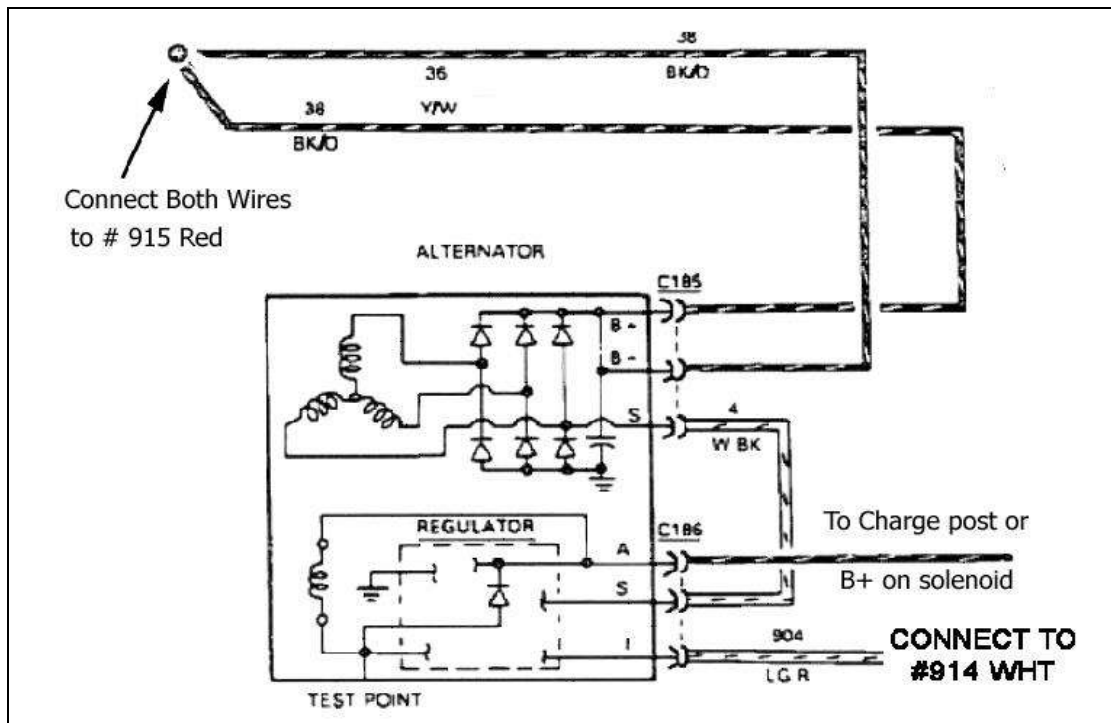 38
BK/O
36
Y/W
38
BK/O
Connect Both Wires
to # 915 Red
ALTERNATOR
C185
B+
B-
S
4
W BK
REGULATOR
C186
A
S
I
To Charge post or
B+ on solenoid
904
LG R
CONNECT TO
#914 WHT
TEST POINT